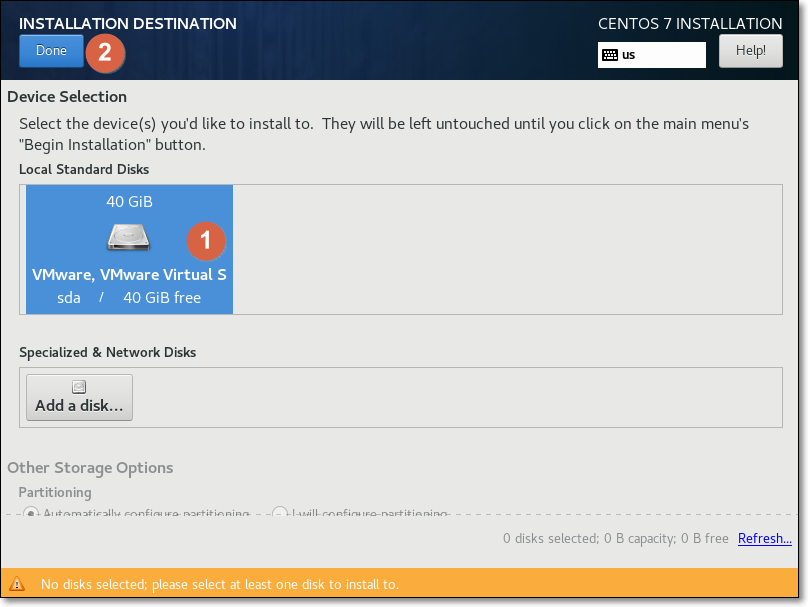 INSTALLATION DESTINATION
CENTOS 7 INSTALLATION
Done
2
us
Help!
Device Selection
Select the device(s) you'd like to install to.  They will be left untouched until you click on the main menu's
"Begin Installation" button.
Local Standard Disks
40 GiB
1
VMware, VMware Virtual S
sda / 40 GiB free
Specialized & Network Disks
Add a disk...
Other Storage Options
Partitioning
Automatically configure partitioning.
I will configure partitioning.
0 disks selected; 0 B capacity; 0 B free Refresh...
No disks selected; please select at least one disk to install to.